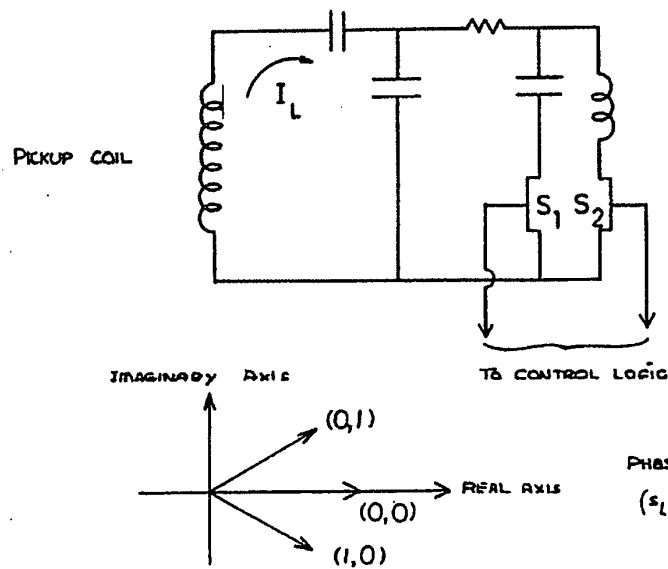 I_L
PICKUP COIL
S_1 S_2
TO CONTROL LOGIC
IMAGINARY AXIS
(0,1)
REAL AXIS
(0,0)
(1,0)